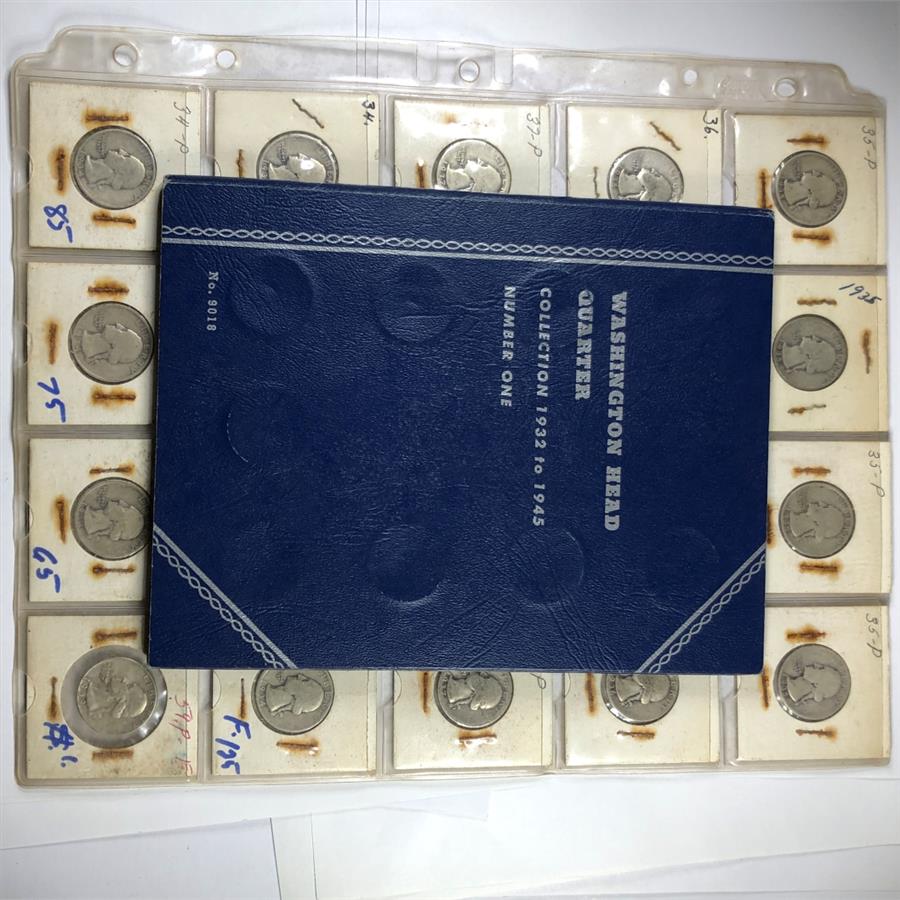 WASHINGTON HEAD
QUARTER
COLLECTION 1932 to 1945
NUMBER ONE
No. 9018
34-P
34.
37-P
36.
35-P
85
1935
75
35-P
65
35-P
F-125